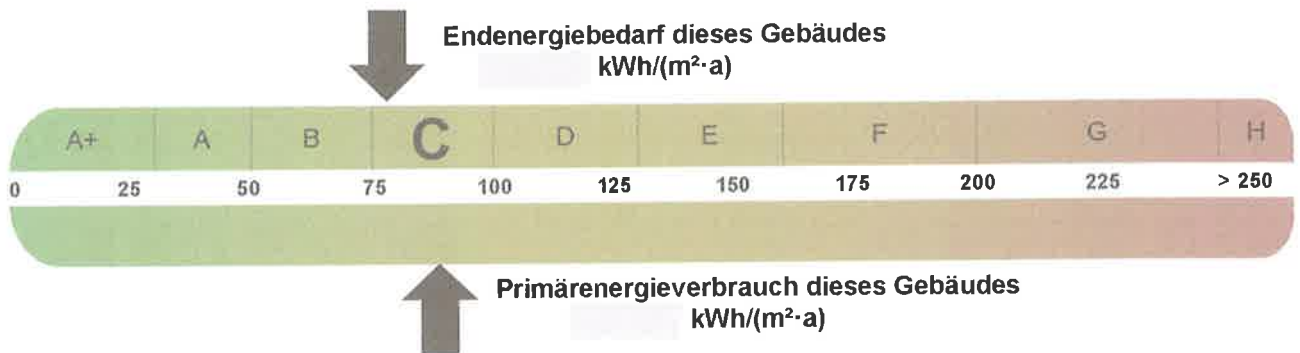 Endenergiebedarf dieses Gebäudes
kWh/(m²·a)
A+ A B C D E F G H
0 25 50 75 100 125 150 175 200 225 > 250
Primärenergieverbrauch dieses Gebäudes
kWh/(m²·a)